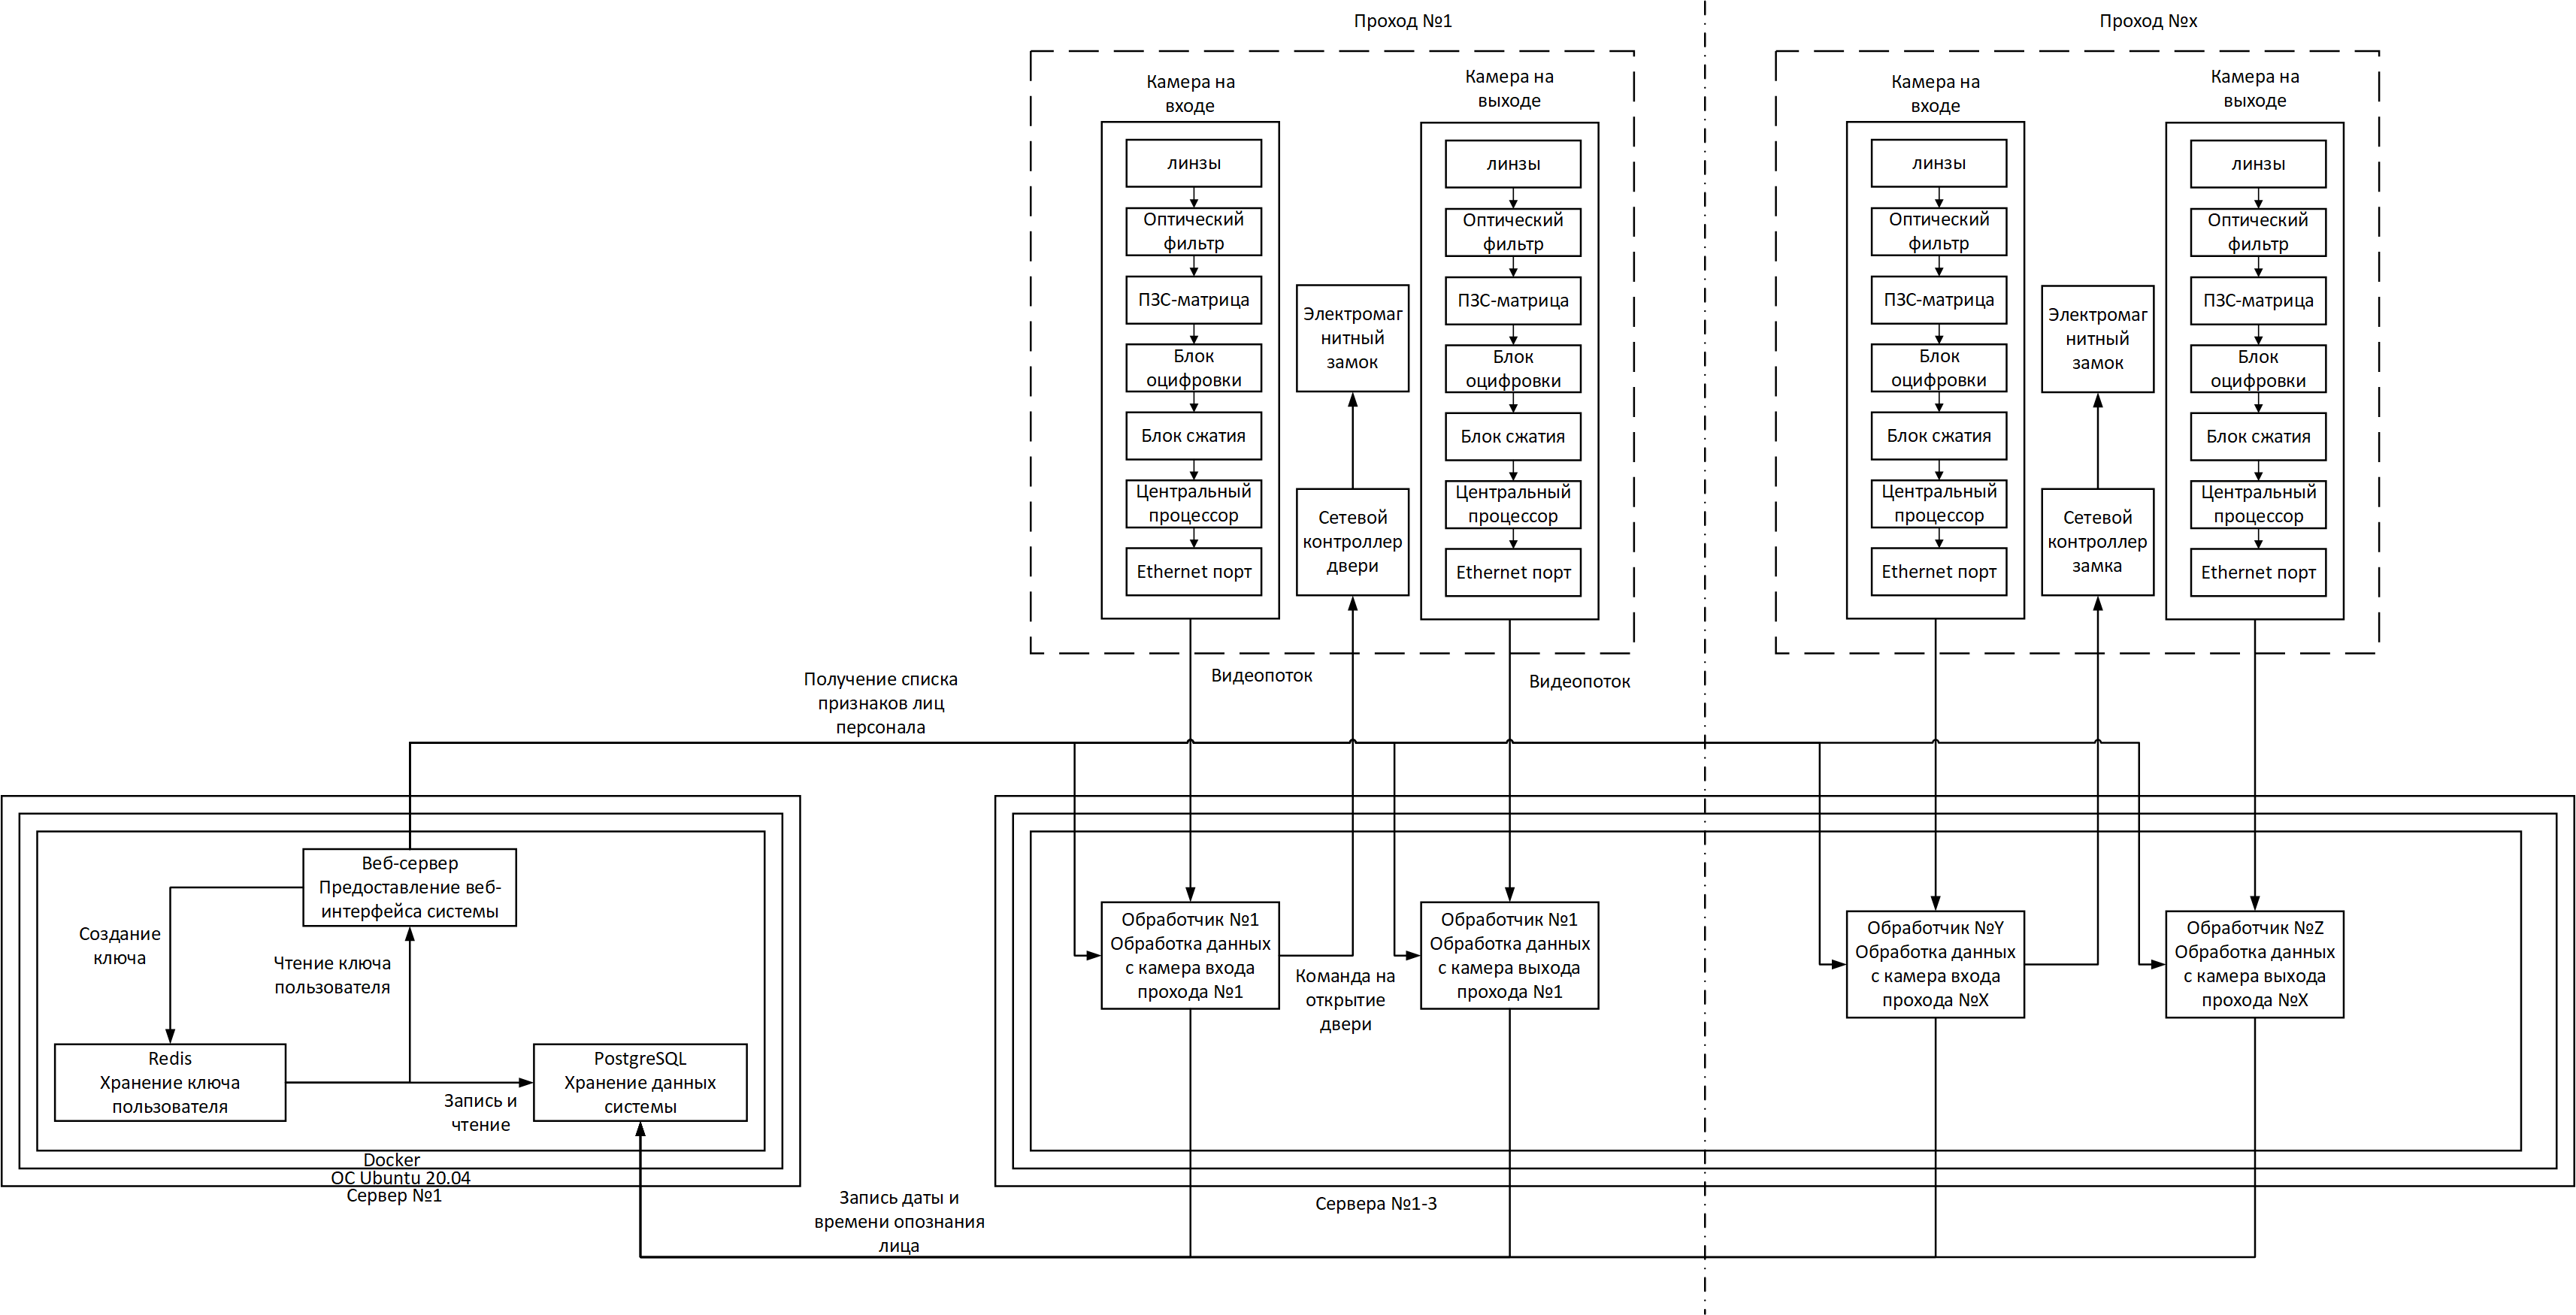 Проход №1
Проход №x
Камера на
входе
Камера на
выходе
Камера на
входе
Камера на
выходе
линзы
Оптический
фильтр
ПЗС-матрица
Блок
оцифровки
Блок сжатия
Центральный
процессор
Ethernet порт
Электромаг
нитный
замок
Сетевой
контроллер
двери
линзы
Оптический
фильтр
ПЗС-матрица
Блок
оцифровки
Блок сжатия
Центральный
процессор
Ethernet порт
линзы
Оптический
фильтр
ПЗС-матрица
Блок
оцифровки
Блок сжатия
Центральный
процессор
Ethernet порт
Электромаг
нитный
замок
Сетевой
контроллер
замка
линзы
Оптический
фильтр
ПЗС-матрица
Блок
оцифровки
Блок сжатия
Центральный
процессор
Ethernet порт
Получение списка
признаков лиц
персонала
Видеопоток
Видеопоток
Веб-сервер
Предоставление веб-
интерфейса системы
Создание
ключа
Чтение ключа
пользователя
Redis
Хранение ключа
пользователя
Запись и
чтение
PostgreSQL
Хранение данных
системы
Docker
ОС Ubuntu 20.04
Сервер №1
Обработчик №1
Обработка данных
с камера входа
прохода №1
Команда на
открытие
двери
Обработчик №1
Обработка данных
с камера выхода
прохода №1
Обработчик №Y
Обработка данных
с камера входа
прохода №X
Обработчик №Z
Обработка данных
с камера выхода
прохода №X
Запись даты и
времени опознания
лица
Сервера №1-3